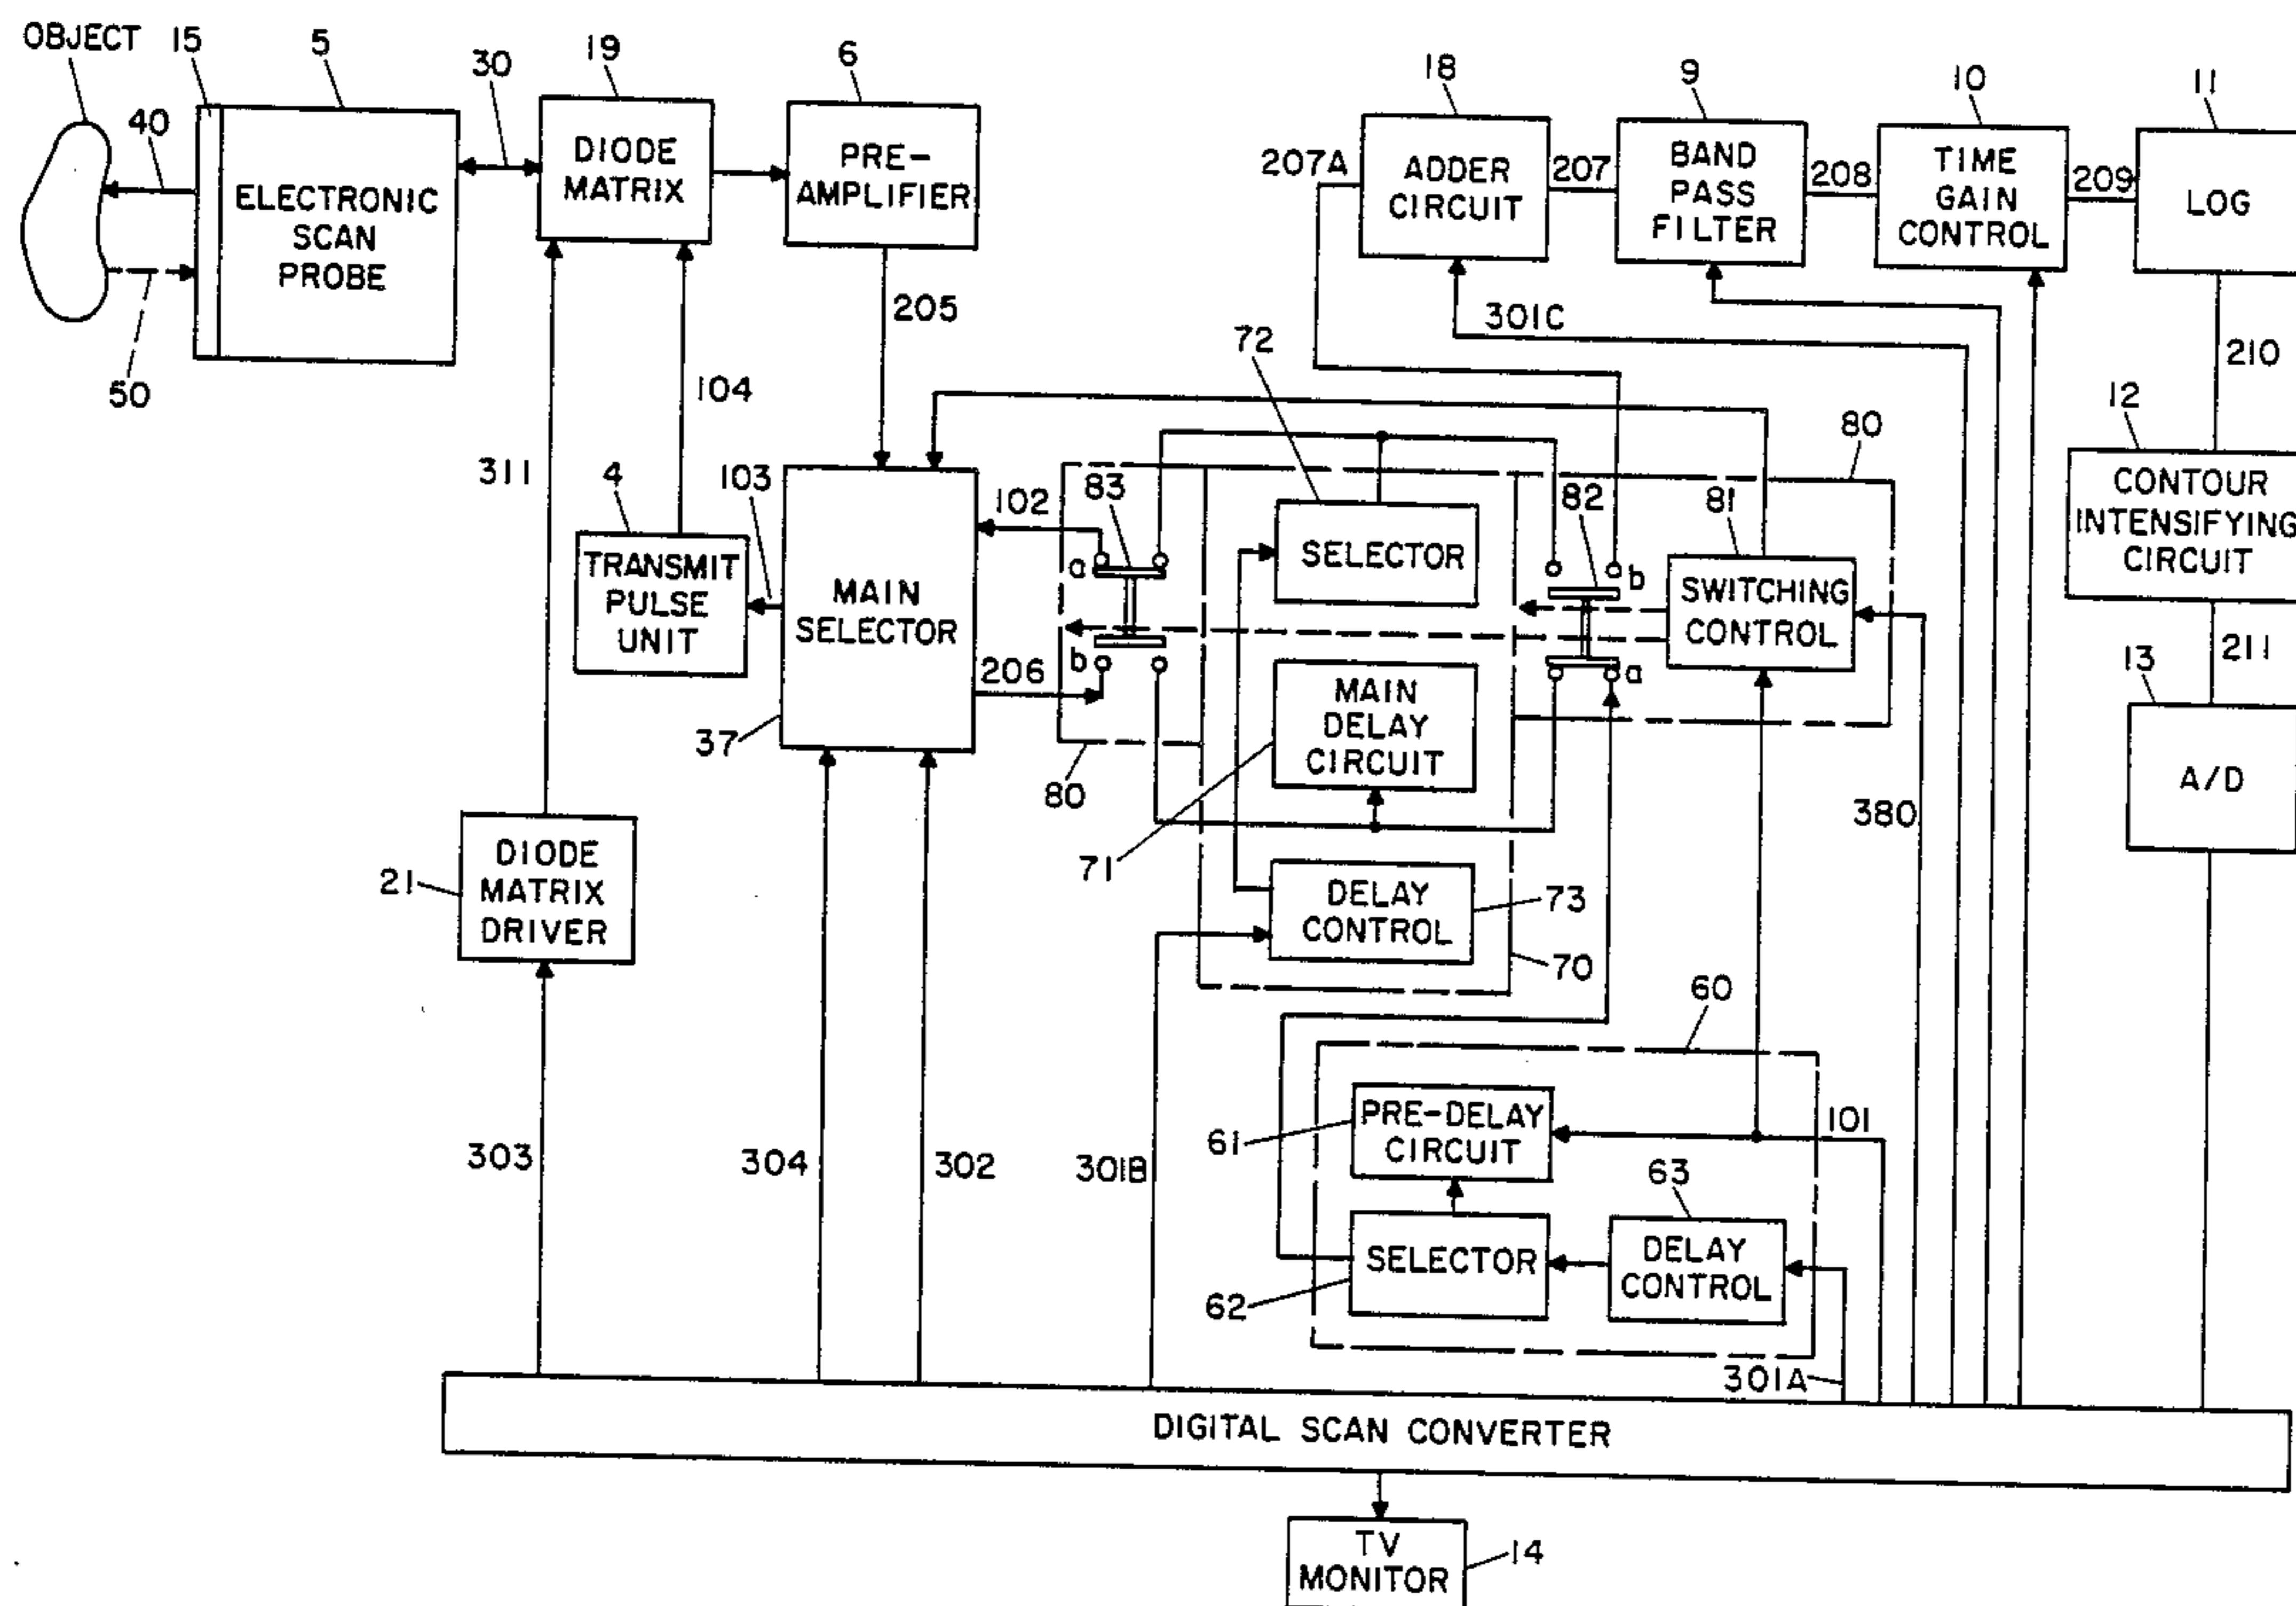 OBJECT 15 5 30 19 6 18 9 10 11
40
ELECTRONIC
SCAN
PROBE
50
DIODE
MATRIX
PRE-
AMPLIFIER
205
104
311
207A
ADDER
CIRCUIT
207
BAND
PASS
FILTER
208
TIME
GAIN
CONTROL
209
LOG
301C
210
72
12
80
CONTOUR
INTENSIFYING
CIRCUIT
211
13
A/D
4
103
TRANSMIT
PULSE
UNIT
MAIN
SELECTOR
37
102
83
a
b
206
80
SELECTOR
MAIN
DELAY
CIRCUIT
71
82
b
a
81
SWITCHING
CONTROL
380
21
DIODE
MATRIX
DRIVER
DELAY
CONTROL
73
70
60
303
304
302
301B
61
PRE-DELAY
CIRCUIT
101
63
SELECTOR
62
DELAY
CONTROL
301A
DIGITAL SCAN CONVERTER
TV
MONITOR
14